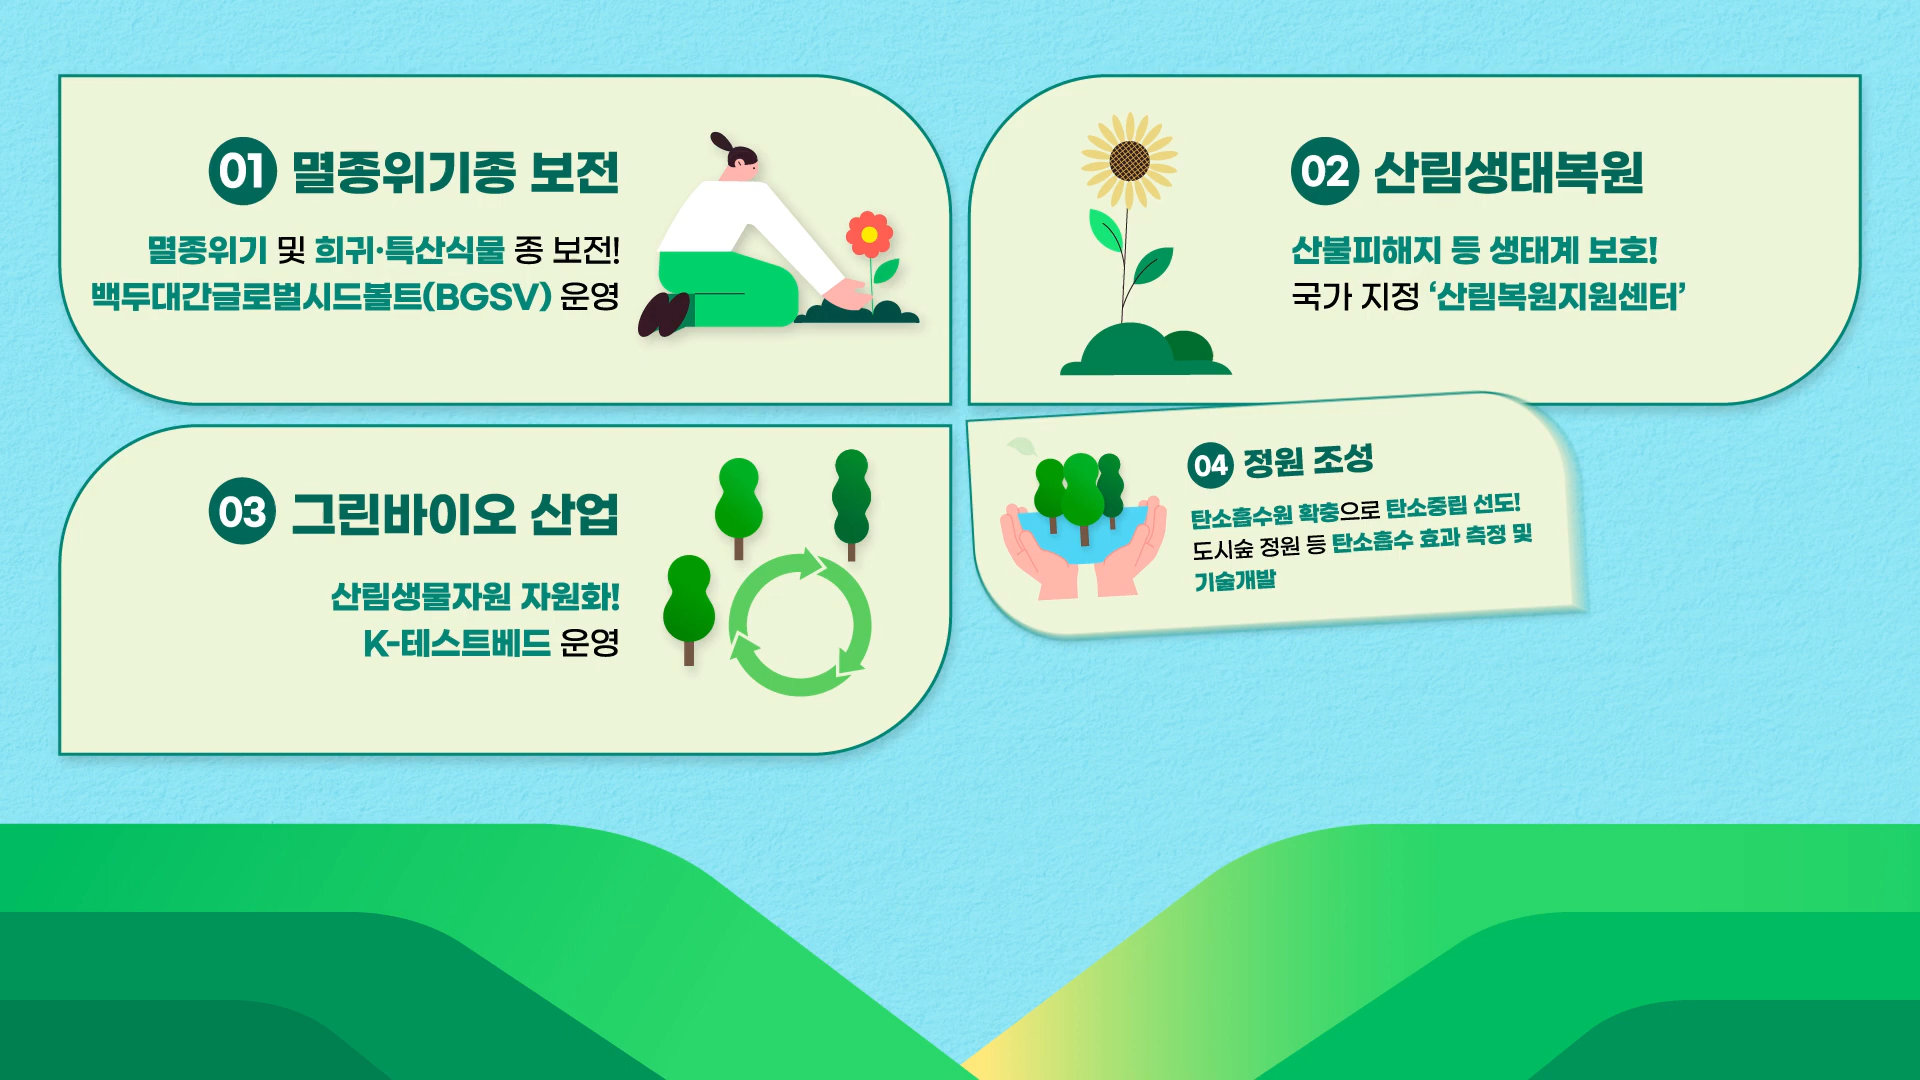 01 멸종위기종 보전
멸종위기 및 희귀·특산식물 종 보전!
백두대간글로벌시드볼트(BGSV) 운영
02 산림생태복원
산불피해지 등 생태계 보호!
국가 지정 ‘산림복원지원센터’
03 그린바이오 산업
산림생물자원 자원화!
K-테스트베드 운영
04 정원 조성
탄소흡수원 확충으로 탄소중립 선도!
도시숲 정원 등 탄소흡수 효과 측정 및
기술개발